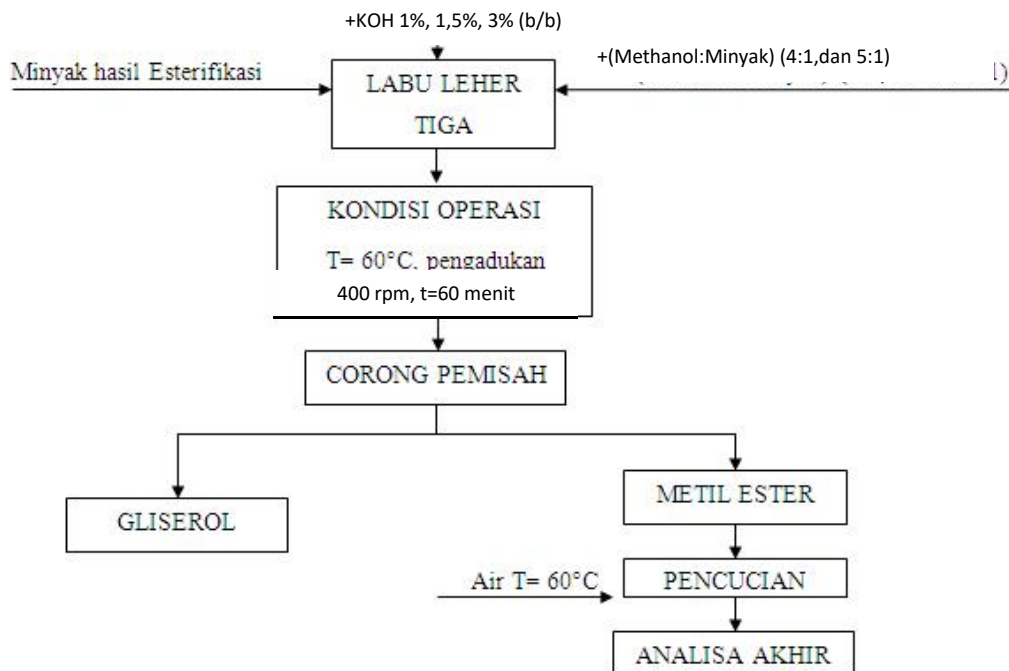 +KOH 1%, 1,5%, 3% (b/b)
+(Methanol:Minyak) (4:1,dan 5:1)
Minyak hasil Esterifikasi
1)
LABU LEHER
TIGA
KONDISI OPERASI
T= 60°C, pengadukan
400 rpm, t=60 menit
CORONG PEMISAH
GLISEROL
METIL ESTER
Air T= 60°C
PENCUCIAN
ANALISA AKHIR